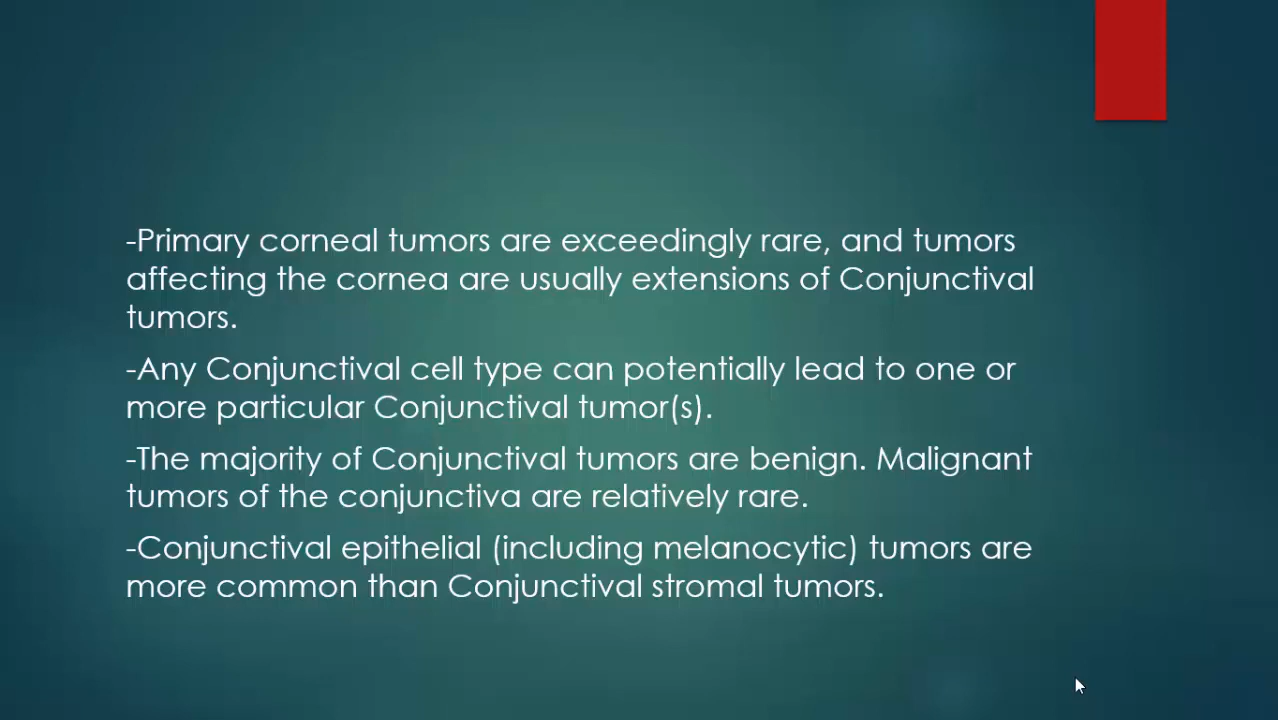 -Primary corneal tumors are exceedingly rare, and tumors
affecting the cornea are usually extensions of Conjunctival
tumors.
-Any Conjunctival cell type can potentially lead to one or
more particular Conjunctival tumor(s).
-The majority of Conjunctival tumors are benign. Malignant
tumors of the conjunctiva are relatively rare.
-Conjunctival epithelial (including melanocytic) tumors are
more common than Conjunctival stromal tumors.